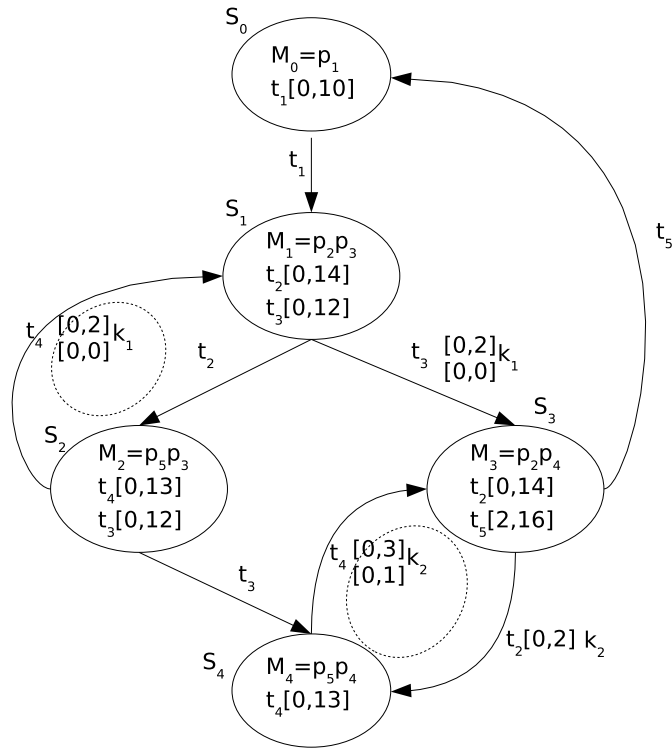 S0
M0=p1
t1[0,10]
t1
S1
M1=p2p3
t2[0,14]
t3[0,12]
t5
t4 [0,2]k1
[0,0]
t2
t3 [0,2]k1
[0,0]
S2
M2=p5p3
t4[0,13]
t3[0,12]
S3
M3=p2p4
t2[0,14]
t5[2,16]
t4 [0,3]k2
[0,1]
t3
t2[0,2] k2
S4
M4=p5p4
t4[0,13]